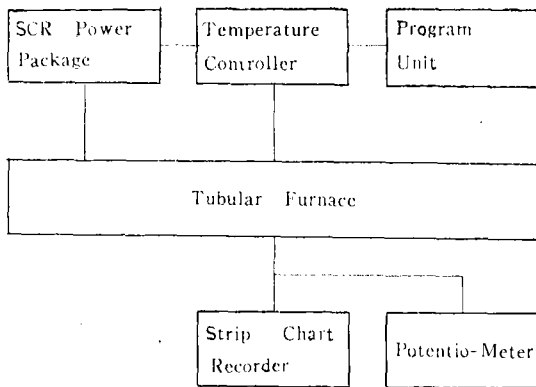 SCR Power
Package
Temperature
Controller
Program
Unit
Tubular Furnace
Strip Chart
Recorder
Potentio-Meter